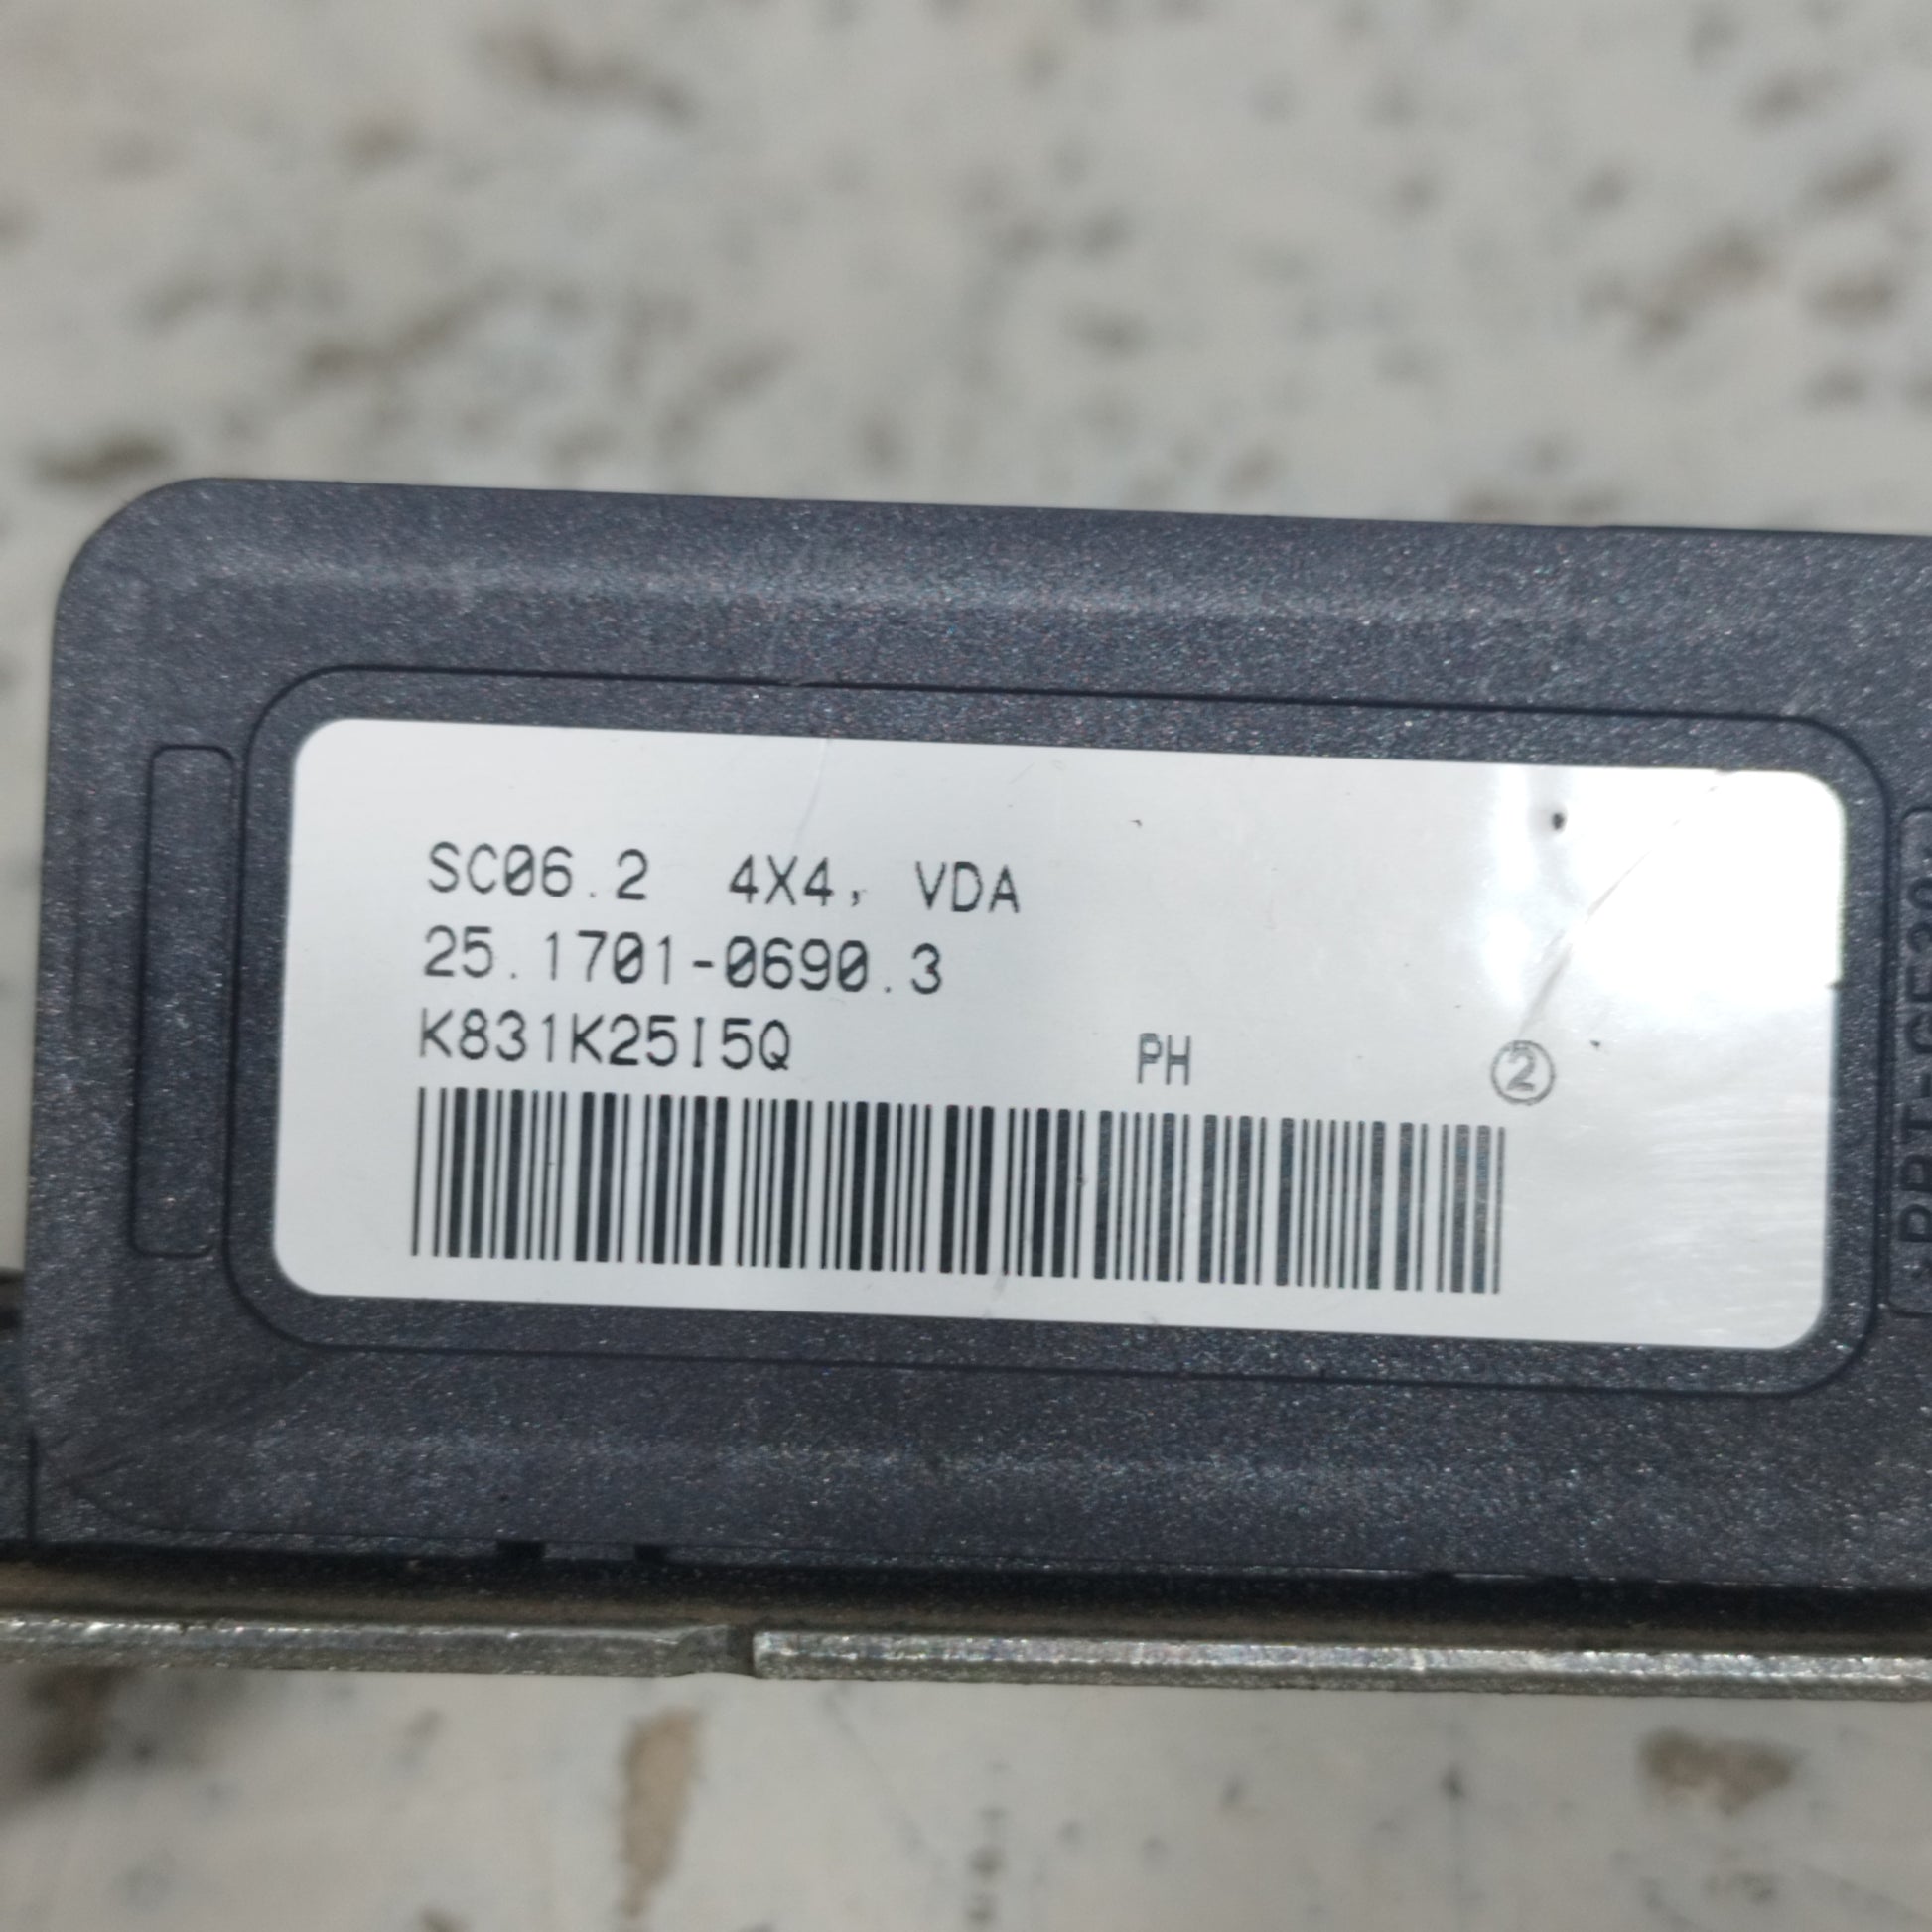 SC06.2 4X4, VDA
25.1701-0690.3
K831K25I5Q PH ②